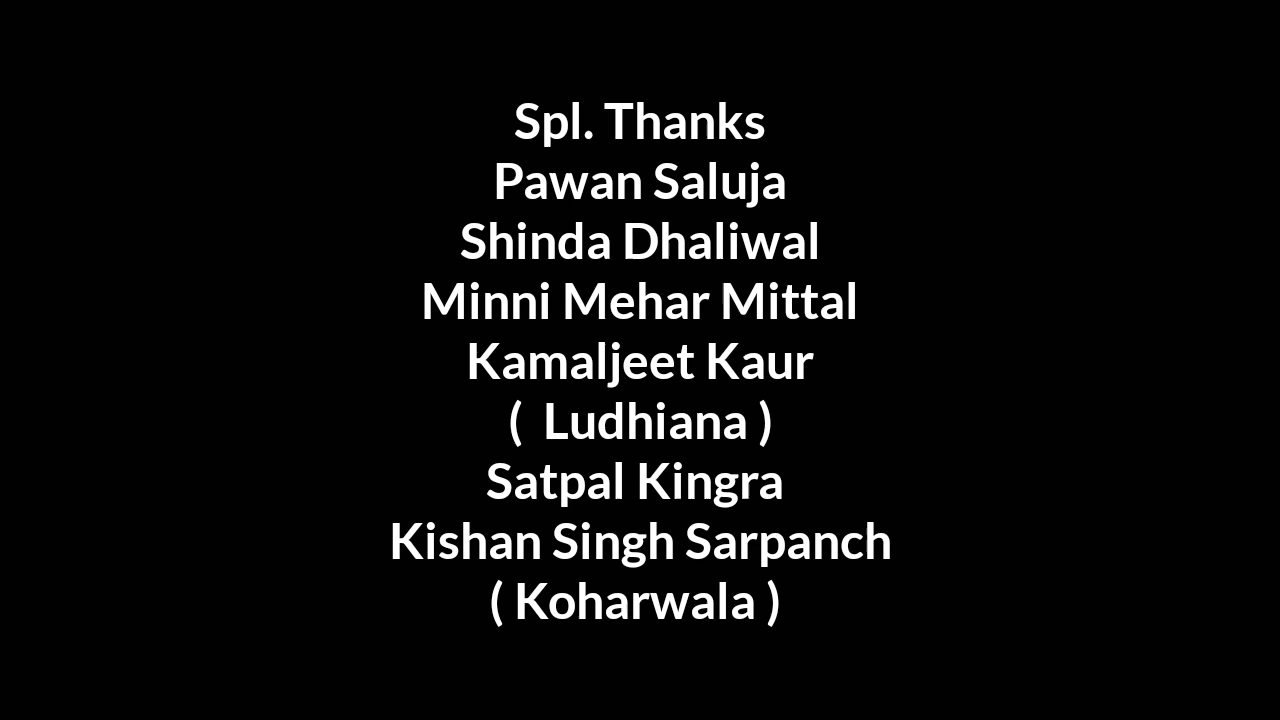 Spl. Thanks
Pawan Saluja
Shinda Dhaliwal
Minni Mehar Mittal
Kamaljeet Kaur
(  Ludhiana )
Satpal Kingra
Kishan Singh Sarpanch
( Koharwala )